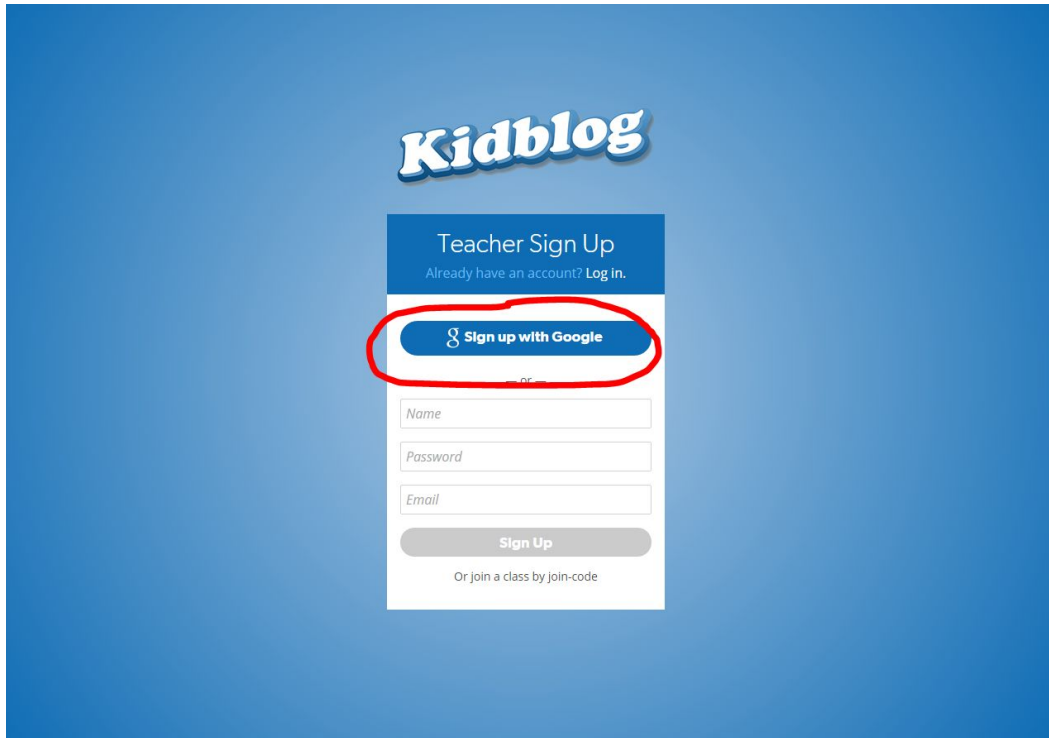 Kidblog
Teacher Sign Up
Already have an account? Log in.
g Sign up with Google
— or —
Name
Password
Email
Sign Up
Or join a class by join-code